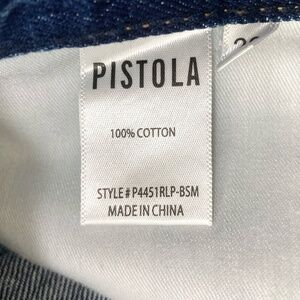 PISTOLA
100% COTTON
STYLE # P4451RLP-BSM
MADE IN CHINA